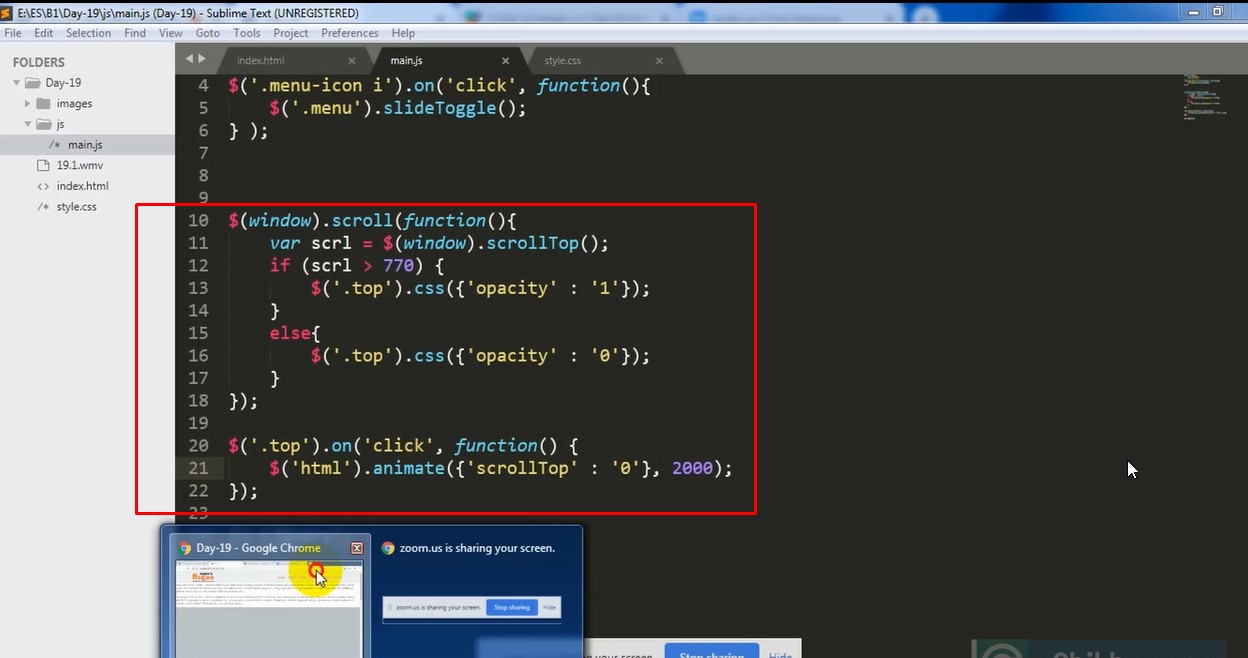 E:\ES\B1\Day-19\js\main.js (Day-19) - Sublime Text (UNREGISTERED)
File Edit Selection Find View Goto Tools Project Preferences Help
FOLDERS
Day-19
images
js
/* main.js
19.1.wmv
<> index.html
/* style.css
index.html × main.js × style.css ×
4 $('.menu-icon i').on('click', function(){
5 $('.menu').slideToggle();
6 } );
7
8
9
10 $(window).scroll(function(){
11 var scrl = $(window).scrollTop();
12 if (scrl > 770) {
13 $('.top').css({'opacity' : '1'});
14 }
15 else{
16 $('.top').css({'opacity' : '0'});
17 }
18 });
19
20 $('.top').on('click', function() {
21 $('html').animate({'scrollTop' : '0'}, 2000);
22 });
23
Day-19 - Google Chrome
zoom.us is sharing your screen.
zoom.us is sharing your screen. Stop sharing Hide
your screen. Stop sharing Hide